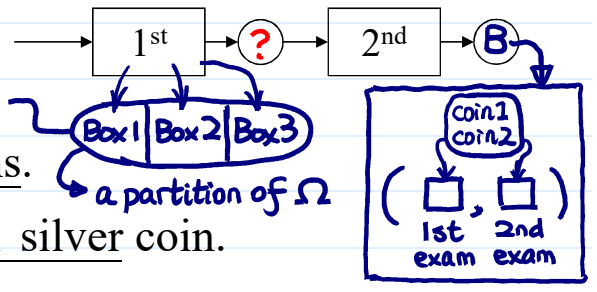 1st ? 2nd B
Box1 Box2 Box3
coin1
coin2
s.
a partition of Ω
( , )
silver coin.
1st 2nd
exam exam